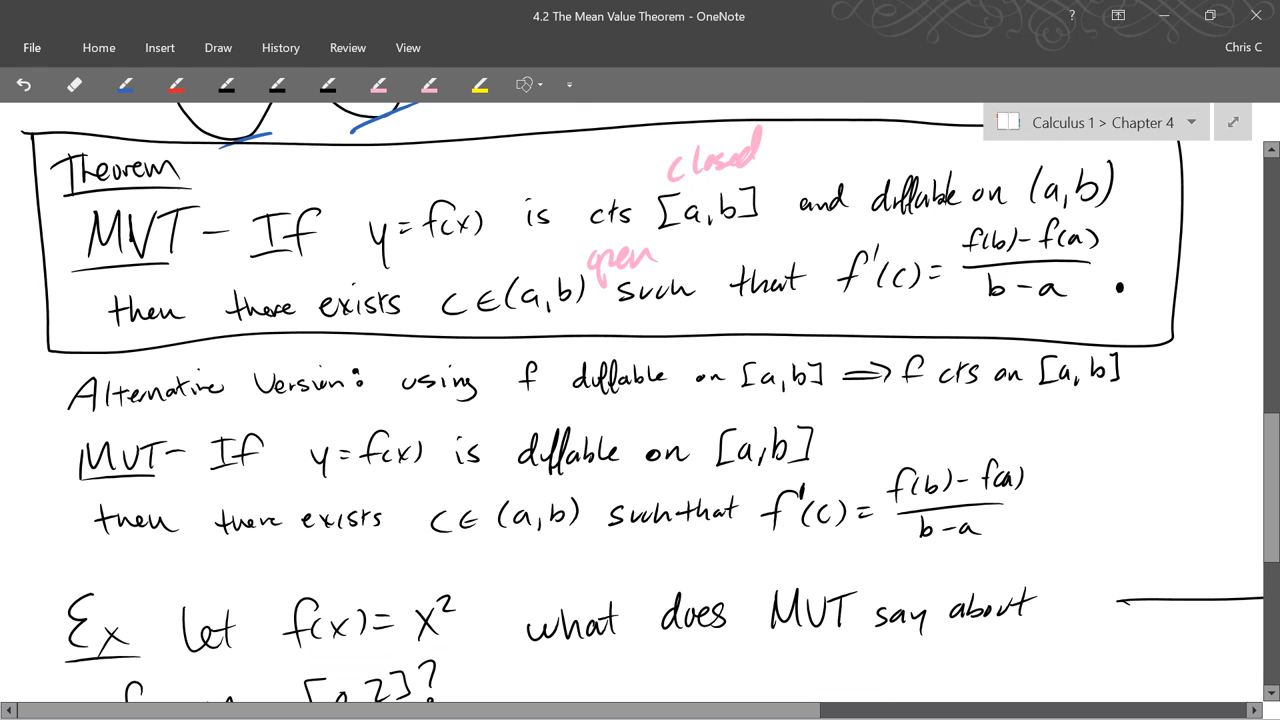 4.2 The Mean Value Theorem - OneNote
?
File Home Insert Draw History Review View
Chris C
Calculus 1 > Chapter 4
Theorem
closed
MVT - If y=f(x) is cts [a,b] and diffable on (a,b)
open
then there exists c∈(a,b) such that f'(c) = (f(b)-f(a))/(b-a) .
Alternative Version: using f diffable on [a,b] ⟹ f cts on [a,b]
MVT - If y=f(x) is diffable on [a,b]
then there exists c∈(a,b) such that f'(c) = (f(b)-f(a))/(b-a)
Ex let f(x)=x² what does MVT say about
2]?